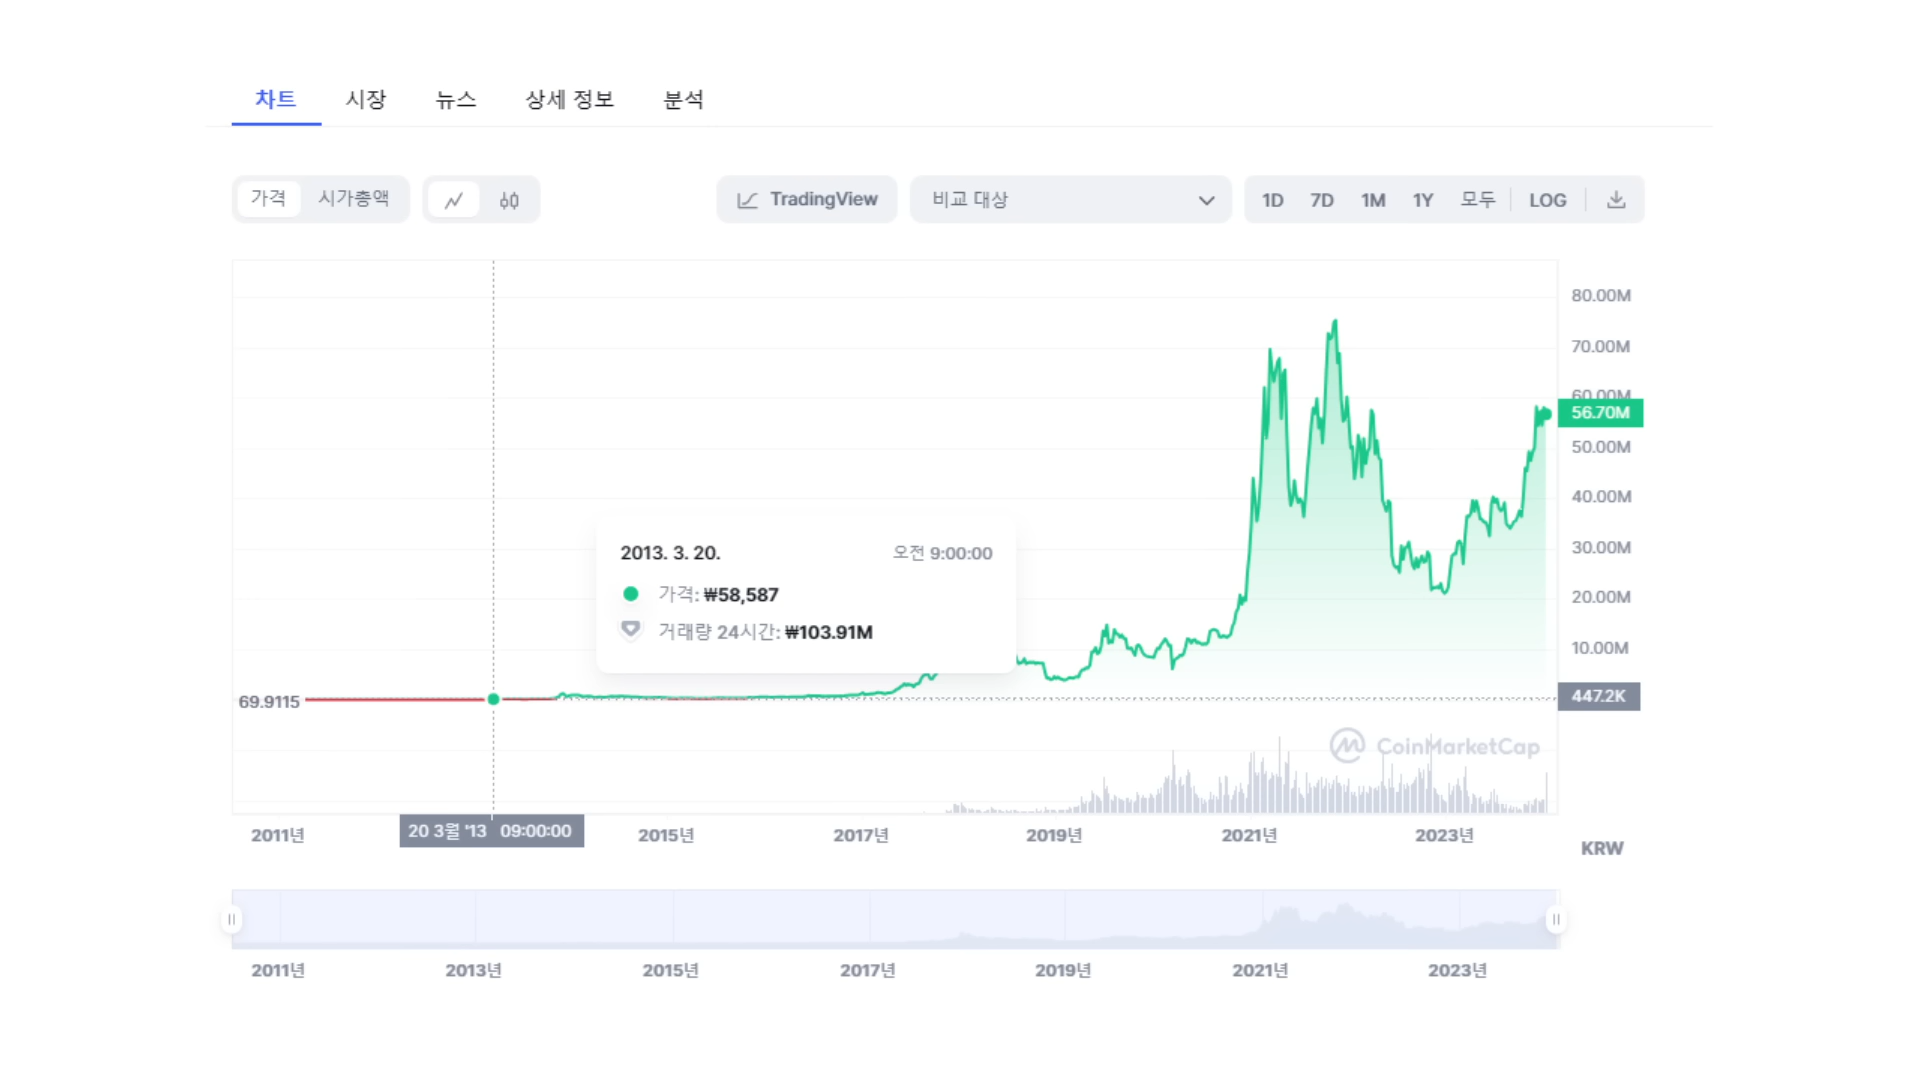 차트 시장 뉴스 상세 정보 분석
가격 시가총액 TradingView 비교 대상 1D 7D 1M 1Y 모두 LOG
80.00M
70.00M
60.00M
56.70M
50.00M
40.00M
30.00M
20.00M
10.00M
447.2K
2013. 3. 20. 오전 9:00:00
가격: ₩58,587
거래량 24시간: ₩103.91M
69.9115
CoinMarketCap
2011년 20 3월 '13 09:00:00 2015년 2017년 2019년 2021년 2023년
KRW
2011년 2013년 2015년 2017년 2019년 2021년 2023년